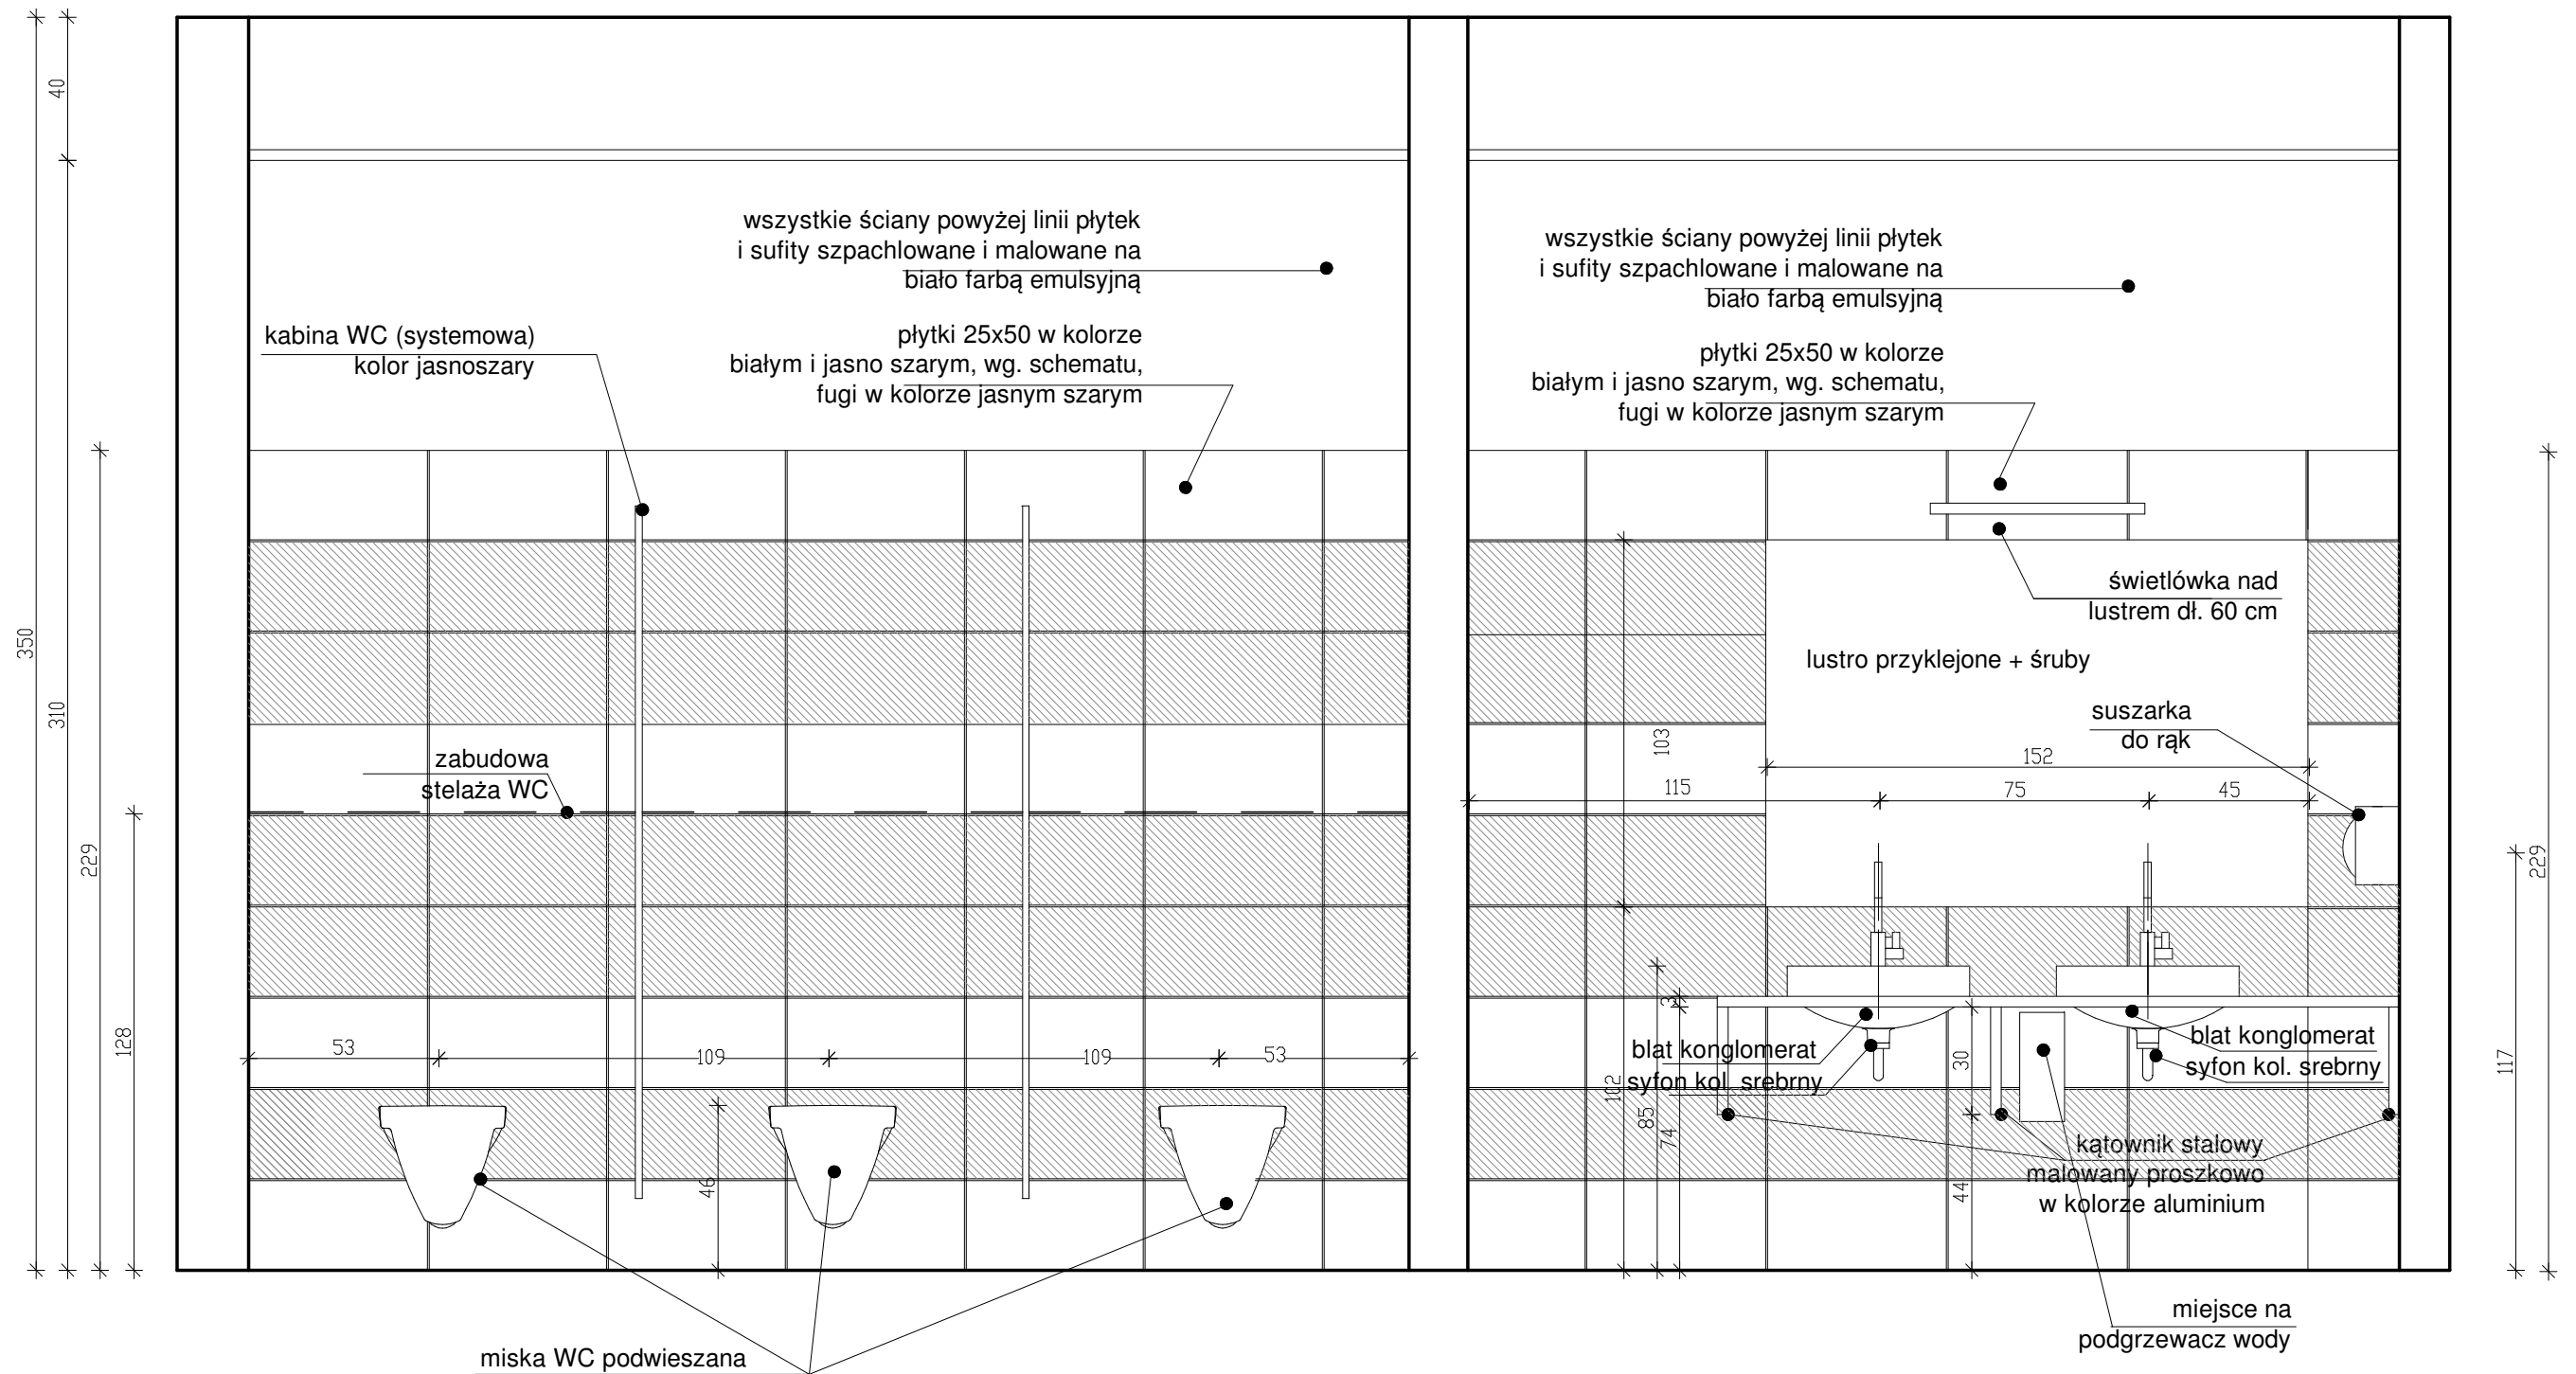 40
350
310
229
128
wszystkie ściany powyżej linii płytek
i sufity szpachlowane i malowane na
biało farbą emulsyjną
kabina WC (systemowa)
kolor jasnoszary
płytki 25x50 w kolorze
białym i jasno szarym, wg. schematu,
fugi w kolorze jasnym szarym
zabudowa
stelaża WC
53
109
109
53
46
miska WC podwieszana
wszystkie ściany powyżej linii płytek
i sufity szpachlowane i malowane na
biało farbą emulsyjną
płytki 25x50 w kolorze
białym i jasno szarym, wg. schematu,
fugi w kolorze jasnym szarym
świetlówka nad
lustrem dł. 60 cm
lustro przyklejone + śruby
suszarka
do rąk
103
152
115
75
45
3
blat konglomerat
syfon kol. srebrny
blat konglomerat
syfon kol. srebrny
30
102
85
74
44
kątownik stalowy
malowany proszkowo
w kolorze aluminium
miejsce na
podgrzewacz wody
229
117